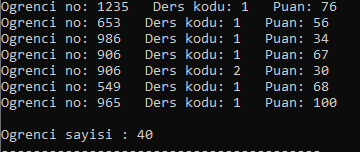 Ogrenci no: 1235   Ders kodu: 1   Puan: 76
Ogrenci no: 653   Ders kodu: 1   Puan: 56
Ogrenci no: 986   Ders kodu: 1   Puan: 34
Ogrenci no: 906   Ders kodu: 1   Puan: 67
Ogrenci no: 906   Ders kodu: 2   Puan: 30
Ogrenci no: 549   Ders kodu: 1   Puan: 68
Ogrenci no: 965   Ders kodu: 1   Puan: 100
Ogrenci sayisi : 40
----------------------------------------